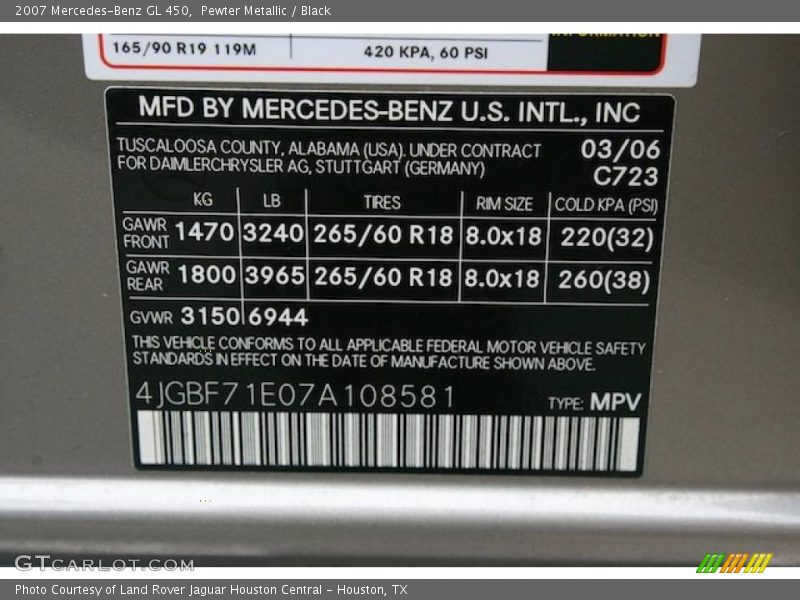 2007 Mercedes-Benz GL 450, Pewter Metallic / Black
165/90 R19 119M 420 KPA, 60 PSI
INFORMATION
MFD BY MERCEDES-BENZ U.S. INTL., INC
TUSCALOOSA COUNTY, ALABAMA (USA). UNDER CONTRACT 03/06
FOR DAIMLERCHRYSLER AG, STUTTGART (GERMANY) C723
KG LB TIRES RIM SIZE COLD KPA (PSI)
GAWR FRONT 1470 3240 265/60 R18 8.0x18 220(32)
GAWR REAR 1800 3965 265/60 R18 8.0x18 260(38)
GVWR 3150 6944
THIS VEHICLE CONFORMS TO ALL APPLICABLE FEDERAL MOTOR VEHICLE SAFETY
STANDARDS IN EFFECT ON THE DATE OF MANUFACTURE SHOWN ABOVE.
4JGBF71E07A108581 TYPE: MPV
GTCARLOT.COM
Photo Courtesy of Land Rover Jaguar Houston Central - Houston, TX